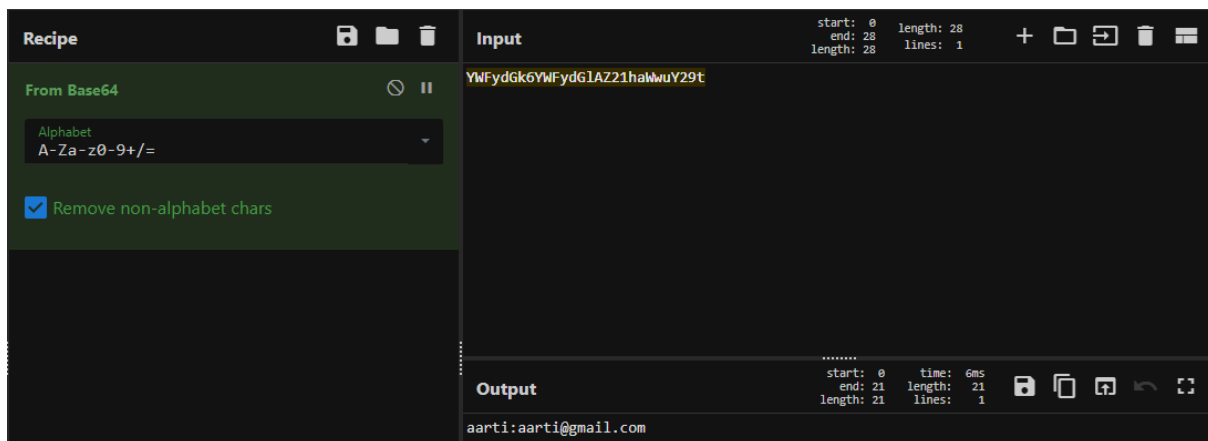 Recipe
From Base64
Alphabet
A-Za-z0-9+/=
Remove non-alphabet chars
Input
start: 0
end: 28
length: 28
length: 28
lines: 1
YWFydGk6YWFydGlAZ21haWwuY29t
Output
start: 0
end: 21
length: 21
time: 6ms
length: 21
lines: 1
aarti:aarti@gmail.com